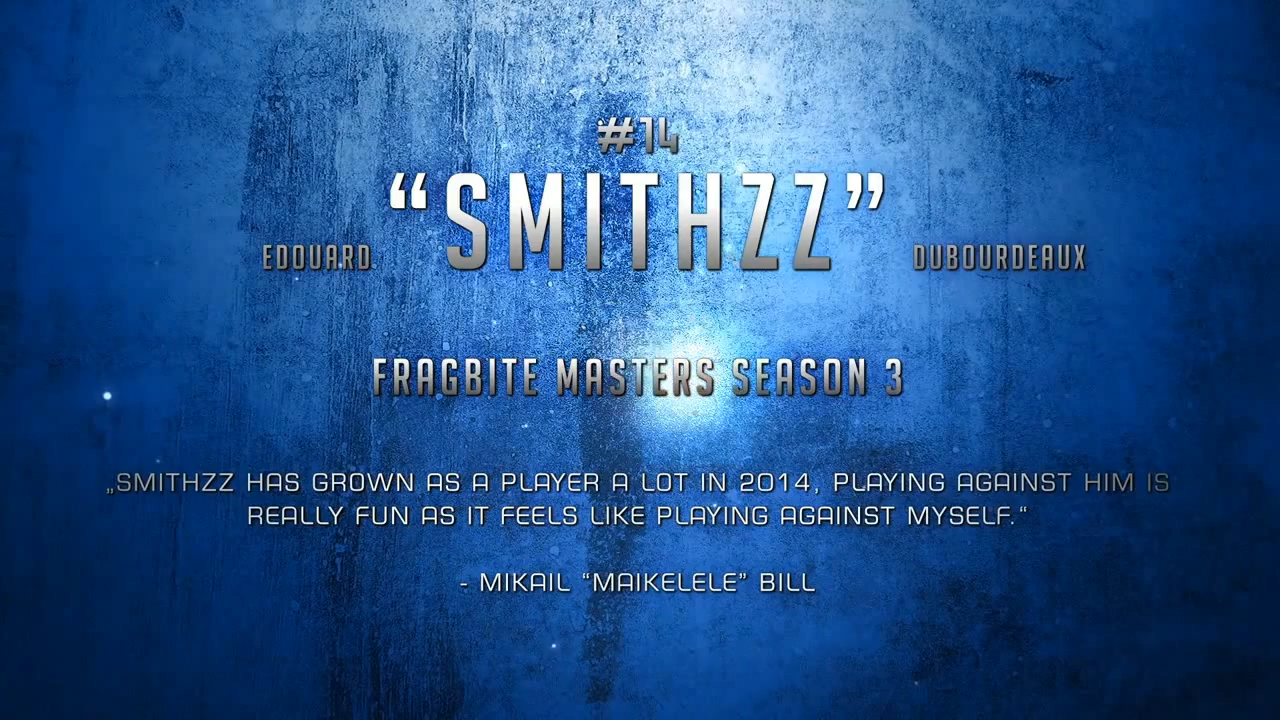 #14
EDOUARD “SMITHZZ” DUBOURDEAUX
FRAGBITE MASTERS SEASON 3
„SMITHZZ HAS GROWN AS A PLAYER A LOT IN 2014, PLAYING AGAINST HIM IS
REALLY FUN AS IT FEELS LIKE PLAYING AGAINST MYSELF.“
- MIKAIL “MAIKELELE” BILL